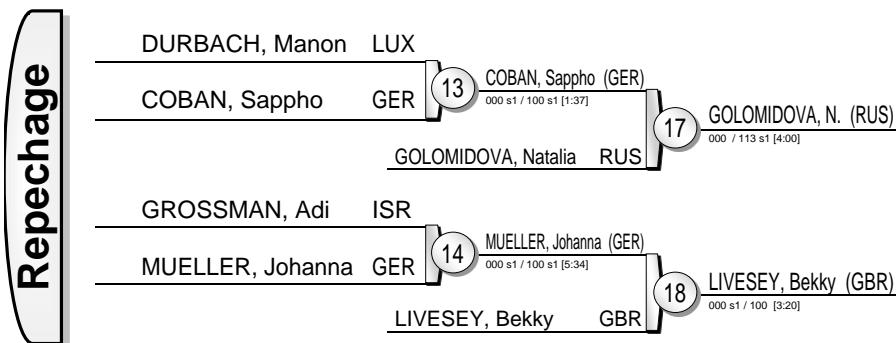 Repechage
DURBACH, Manon LUX
COBAN, Sappho GER
13
COBAN, Sappho (GER)
000 s1 / 100 s1 [1:37]
GOLOMIDOVA, Natalia RUS
17
GOLOMIDOVA, N. (RUS)
000 / 113 s1 [4:00]
GROSSMAN, Adi ISR
MUELLER, Johanna GER
14
MUELLER, Johanna (GER)
000 s1 / 100 s1 [5:34]
LIVESEY, Bekky GBR
18
LIVESEY, Bekky (GBR)
000 s1 / 100 [3:20]